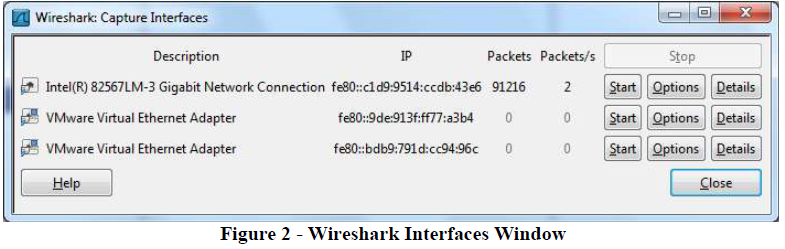 Wireshark: Capture Interfaces
Description IP Packets Packets/s Stop
Intel(R) 82567LM-3 Gigabit Network Connection fe80::c1d9:9514:ccdb:43e6 91216 2 Start Options Details
VMware Virtual Ethernet Adapter fe80::9de:913f:ff77:a3b4 0 0 Start Options Details
VMware Virtual Ethernet Adapter fe80::bdb9:791d:cc94:96c 0 0 Start Options Details
Help Close
Figure 2 - Wireshark Interfaces Window